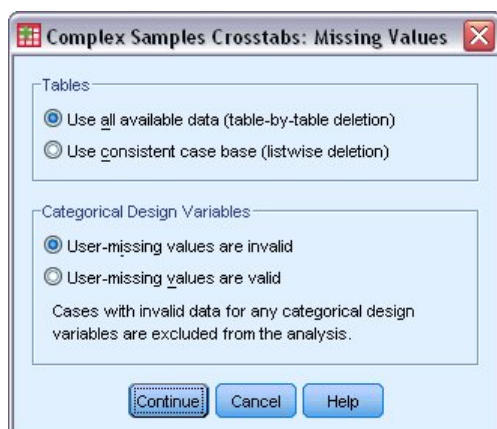 Complex Samples Crosstabs: Missing Values
Tables
Use all available data (table-by-table deletion)
Use consistent case base (listwise deletion)
Categorical Design Variables
User-missing values are invalid
User-missing values are valid
Cases with invalid data for any categorical design
variables are excluded from the analysis.
Continue Cancel Help